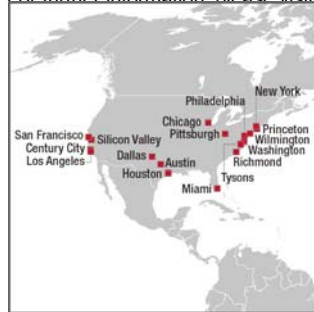 New York
Philadelphia
Chicago
Princeton
Pittsburgh
Wilmington
San Francisco
Silicon Valley
Washington
Century City
Dallas
Richmond
Los Angeles
Austin
Houston
Tysons
Miami